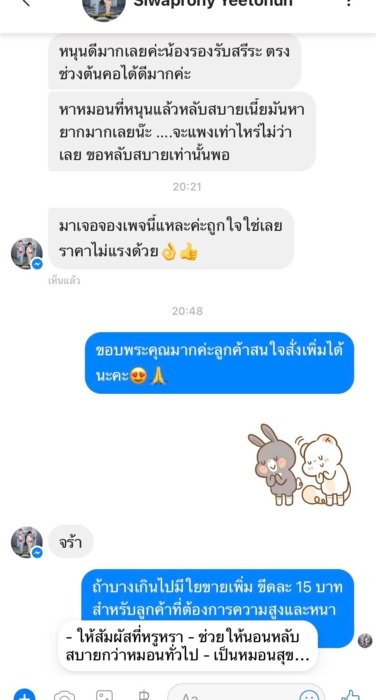 หนุนดีมากเลยค่ะน้องรองรับสรีระ ตรง
ช่วงต้นคอได้ดีมากค่ะ
หาหมอนที่หนุนแล้วหลับสบายเนี้ยมันหา
ยากมากเลยน๊ะ ....จะแพงเท่าไหร่ไม่ว่า
เลย ขอหลับสบายเท่านั้นพอ
20:21
มาเจอจองเพจนี้แหละค่ะถูกใจใช่เลย
ราคาไม่แรงด้วย👌👍
เห็นแล้ว
20:48
ขอบพระคุณมากค่ะลูกค้าสนใจสั่งเพิ่มได้
นะคะ😍🙏
จร้า
ถ้าบางเกินไปมีใยขายเพิ่ม ขีดละ 15 บาท
สำหรับลูกค้าที่ต้องการความสูงและหนา
- ให้สัมผัสที่หรูหรา - ช่วยให้นอนหลับ
สบายกว่าหมอนทั่วไป - เป็นหมอนสุข...
Aa